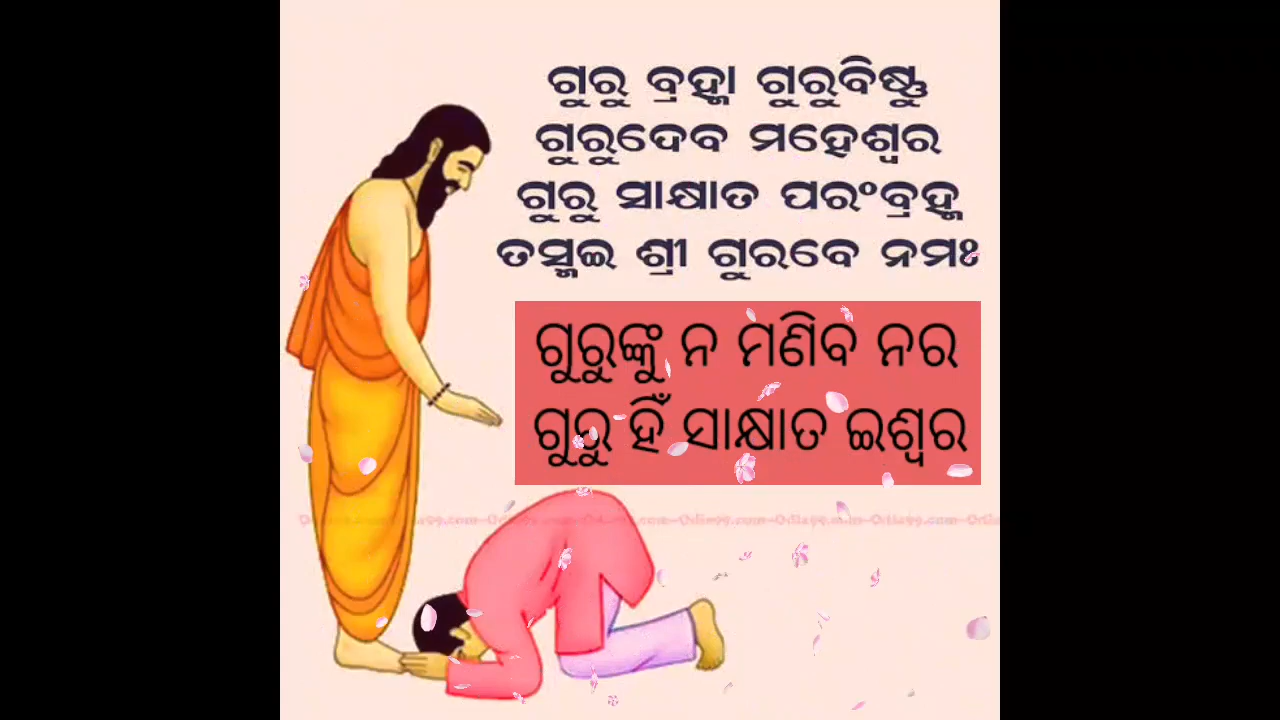 ଗୁରୁ ବ୍ରହ୍ମା ଗୁରୁବିଷ୍ଣୁ
ଗୁରୁଦେବ ମହେଶ୍ୱର
ଗୁରୁ ସାକ୍ଷାତ ପରଂବ୍ରହ୍ମ
ତସ୍ମଇ ଶ୍ରୀ ଗୁରବେ ନମଃ
ଗୁରୁଙ୍କୁ ନ ମଣିବ ନର
ଗୁରୁ ହିଁ ସାକ୍ଷାତ ଇଶ୍ୱର